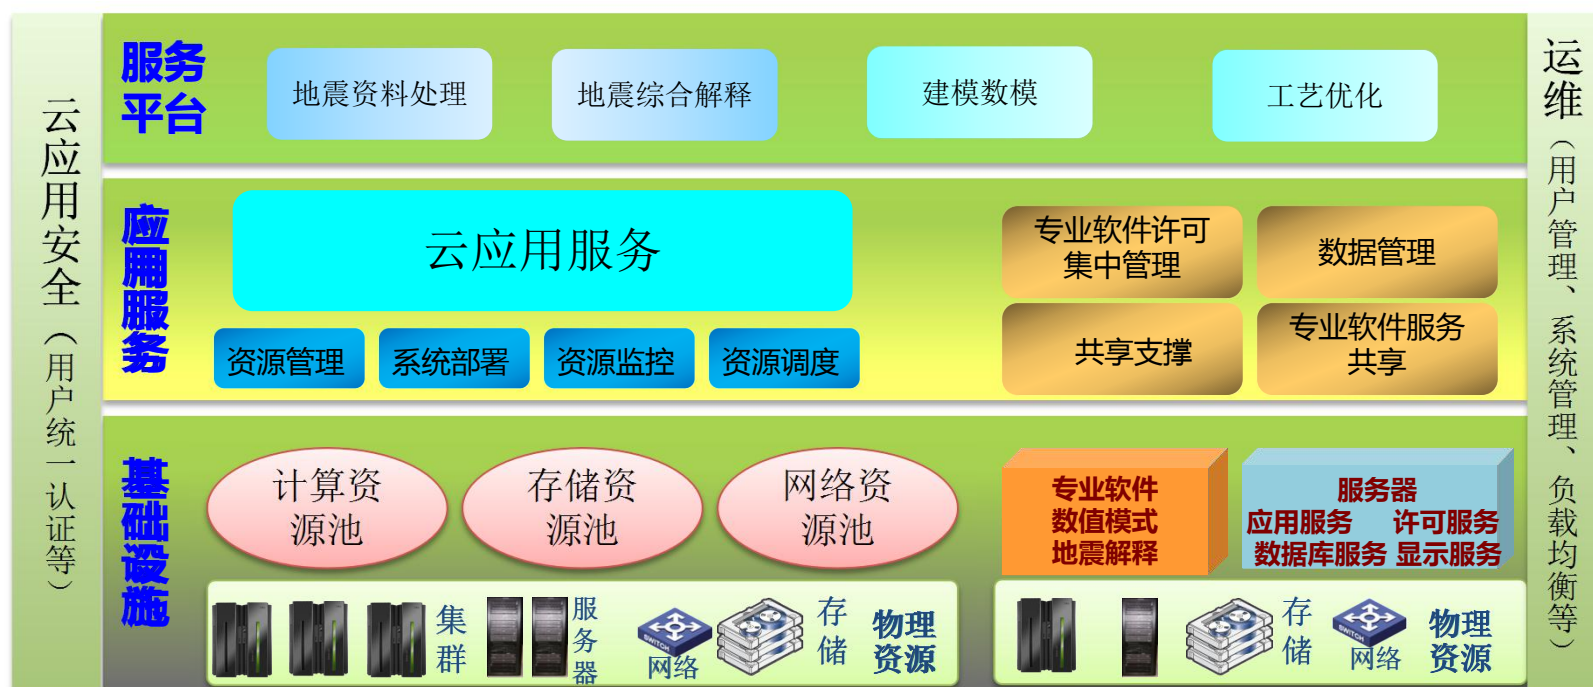 云应用安全（用户统一认证等）
服务
平台
地震资料处理
地震综合解释
建模数模
工艺优化
应用服务
云应用服务
资源管理
系统部署
资源监控
资源调度
专业软件许可
集中管理
数据管理
共享支撑
专业软件服务
共享
基础设施
计算资
源池
存储资
源池
网络资
源池
专业软件
数值模式
地震解释
服务器
应用服务 许可服务
数据库服务 显示服务
集群
服务器
SWITCH
网络
存储
物理
资源
存储
SWITCH
网络
物理
资源
运维（用户管理、系统管理、负载均衡等）